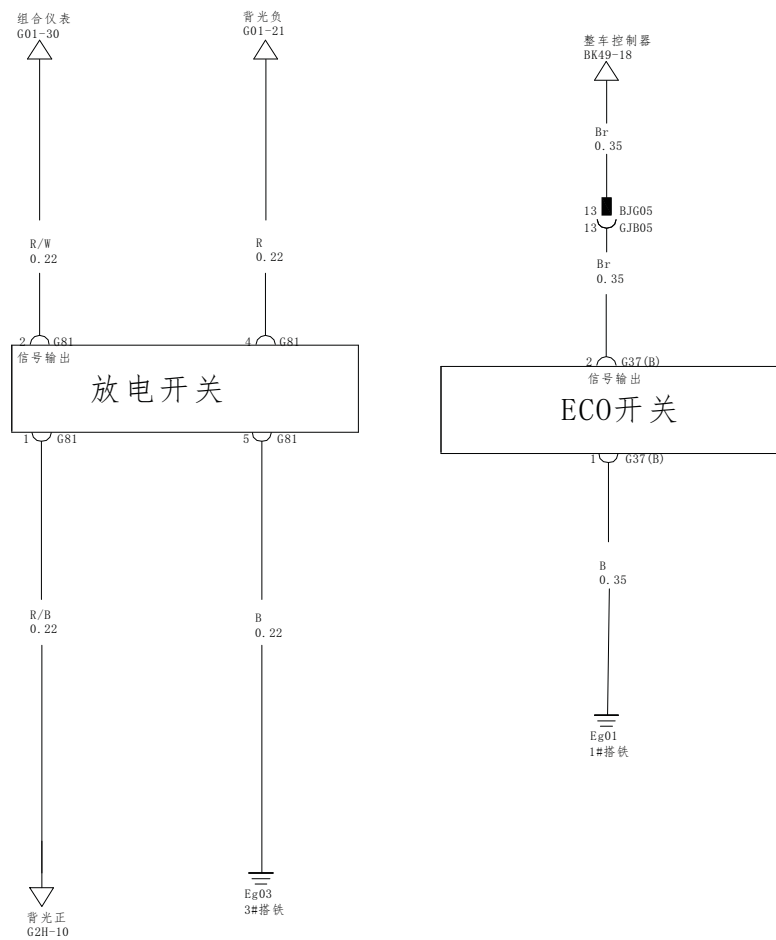 组合仪表
G01-30
背光负
G01-21
整车控制器
BK49-18
Br
0.35
13 BJG05
13 GJB05
R/W
0.22
R
0.22
Br
0.35
2 G81
4 G81
信号输出
放电开关
1 G81
5 G81
2 G37(B)
信号输出
ECO开关
1 G37(B)
B
0.35
R/B
0.22
B
0.22
Eg01
1#搭铁
Eg03
3#搭铁
背光正
G2H-10